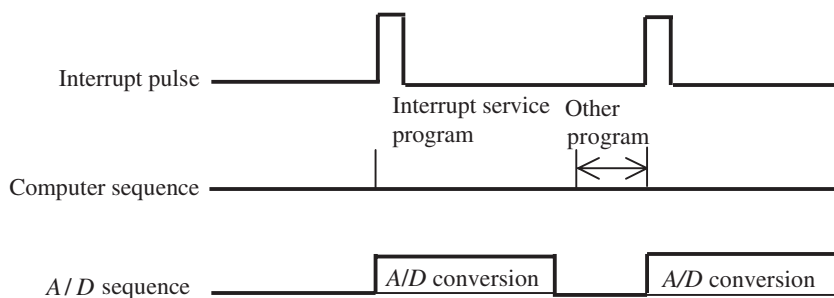 Interrupt pulse
Interrupt service
program
Other
program
Computer sequence
A/D sequence
A/D conversion
A/D conversion